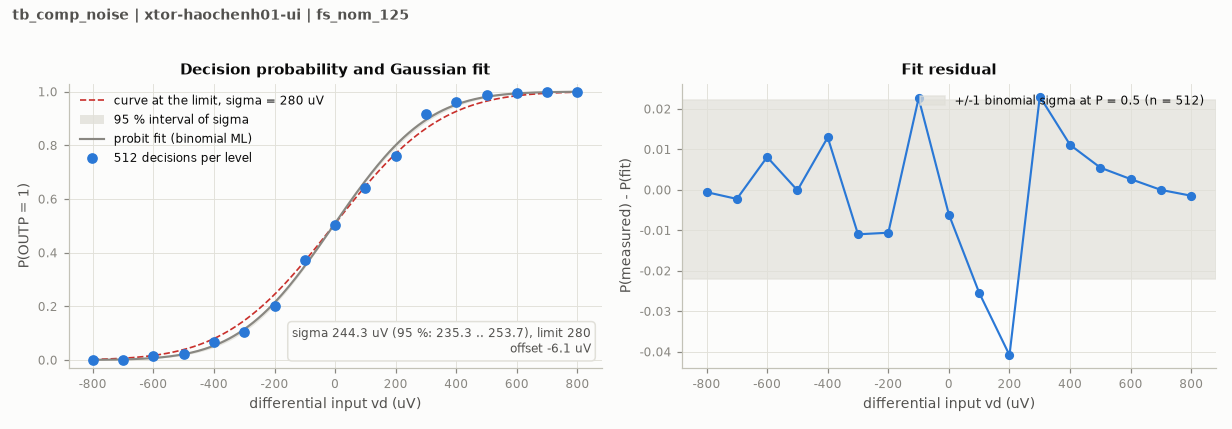 tb_comp_noise | xtor-haochenh01-ui | fs_nom_125
Decision probability and Gaussian fit
curve at the limit, sigma = 280 uV
95 % interval of sigma
probit fit (binomial ML)
512 decisions per level
sigma 244.3 uV (95 %: 235.3 .. 253.7), limit 280
offset -6.1 uV
P(OUTP = 1)
1.0
0.8
0.6
0.4
0.2
0.0
-800 -600 -400 -200 0 200 400 600 800
differential input vd (uV)
Fit residual
+/-1 binomial sigma at P = 0.5 (n = 512)
P(measured) - P(fit)
0.02
0.01
0.00
-0.01
-0.02
-0.03
-0.04
-800 -600 -400 -200 0 200 400 600 800
differential input vd (uV)